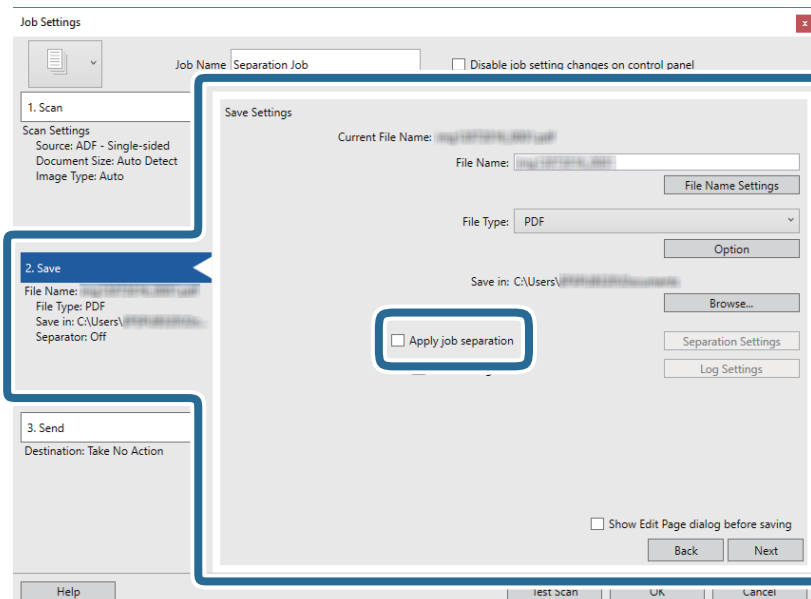 Job Settings
x
Job Name Separation Job
Disable job setting changes on control panel
1. Scan
Scan Settings
Source: ADF - Single-sided
Document Size: Auto Detect
Image Type: Auto
2. Save
File Name:
File Type: PDF
Save in: C:\Users\
Separator: Off
3. Send
Destination: Take No Action
Save Settings
Current File Name:
File Name:
File Name Settings
File Type: PDF
Option
Save in: C:\Users\
Browse...
Apply job separation
Separation Settings
Log Settings
Show Edit Page dialog before saving
Back Next
Help
Test Scan OK Cancel